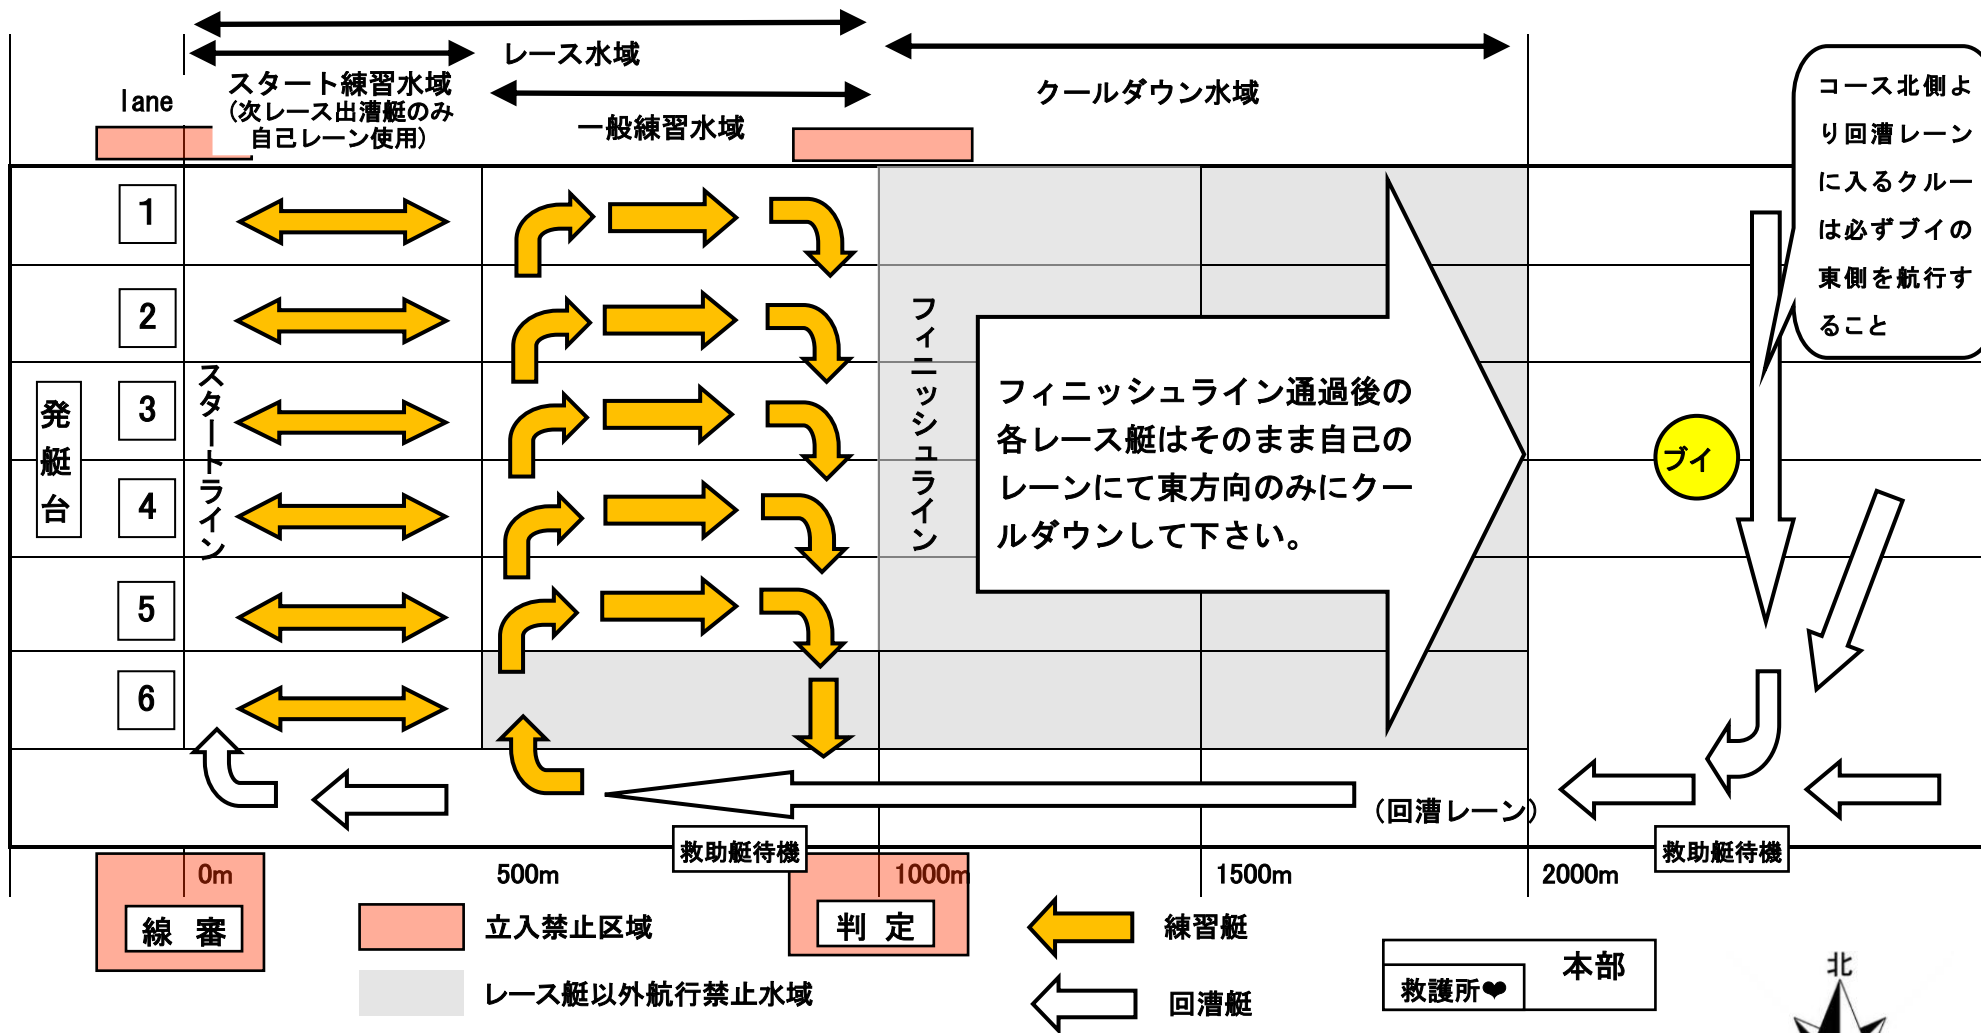 レース水域
スタート練習水域
(次レース出漕艇のみ
自己レーン使用)
lane
一般練習水域
クールダウン水域
コース北側よ
り回漕レーン
に入るクルー
は必ずブイの
東側を航行す
ること
1
2
3
4
5
6
発艇台
スタートライン
フィニッシュライン
フィニッシュライン通過後の
各レース艇はそのまま自己の
レーンにて東方向のみにクー
ルダウンして下さい。
ブイ
(回漕レーン)
救助艇待機
救助艇待機
0m
500m
1000m
1500m
2000m
線 審
立入禁止区域
判 定
練習艇
レース艇以外航行禁止水域
回漕艇
本部
救護所❤
北